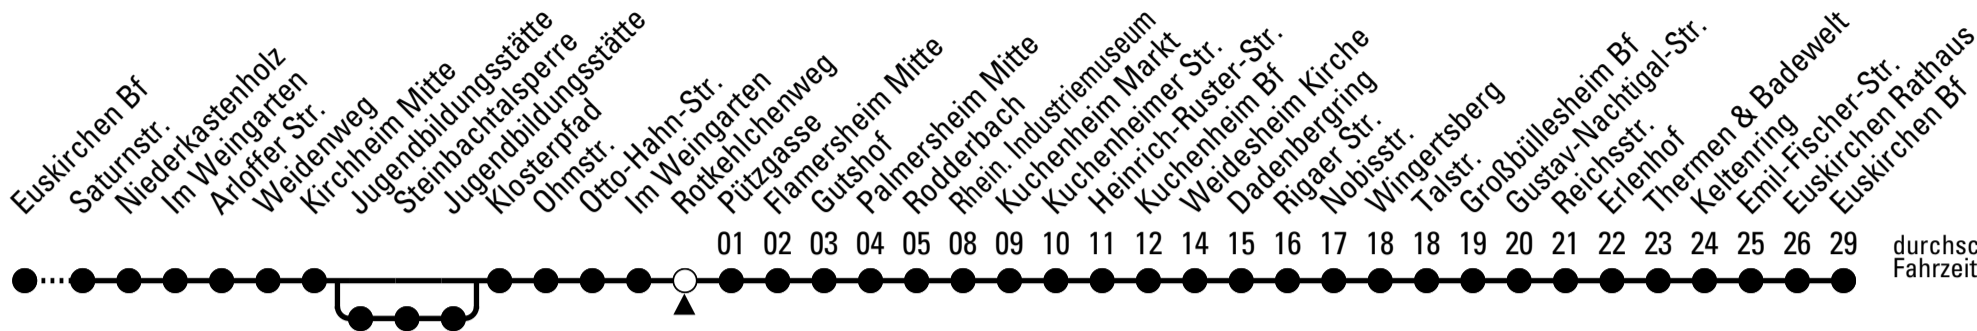 Euskirchen Bf
Saturnstr.
Niederkastenholz
Im Weingarten
Arloffer Str.
Weidenweg
Kirchheim Mitte
Jugendbildungsstätte
Steinbachtalsperre
Jugendbildungsstätte
Klosterpfad
Ohmstr.
Otto-Hahn-Str.
Im Weingarten
Rotkehlchenweg
Pützgasse
Flamersheim Mitte
Gutshof
Palmersheim Mitte
Rodderbach
Rhein. Industriemuseum
Kuchenheim Markt
Kuchenheimer Str.
Heinrich-Ruster-Str.
Kuchenheim Bf
Weidesheim Kirche
Dadenbergring
Rigaer Str.
Nobisstr.
Wingertsberg
Talstr.
Großbüllesheim Bf
Gustav-Nachtigal-Str.
Reichsstr.
Erlenhof
Thermen & Badewelt
Keltenring
Emil-Fischer-Str.
Euskirchen Rathaus
Euskirchen Bf
01 02 03 04 05 08 09 10 11 12 14 15 16 17 18 18 19 20 21 22 23 24 25 26 29
durchsc
Fahrzeit